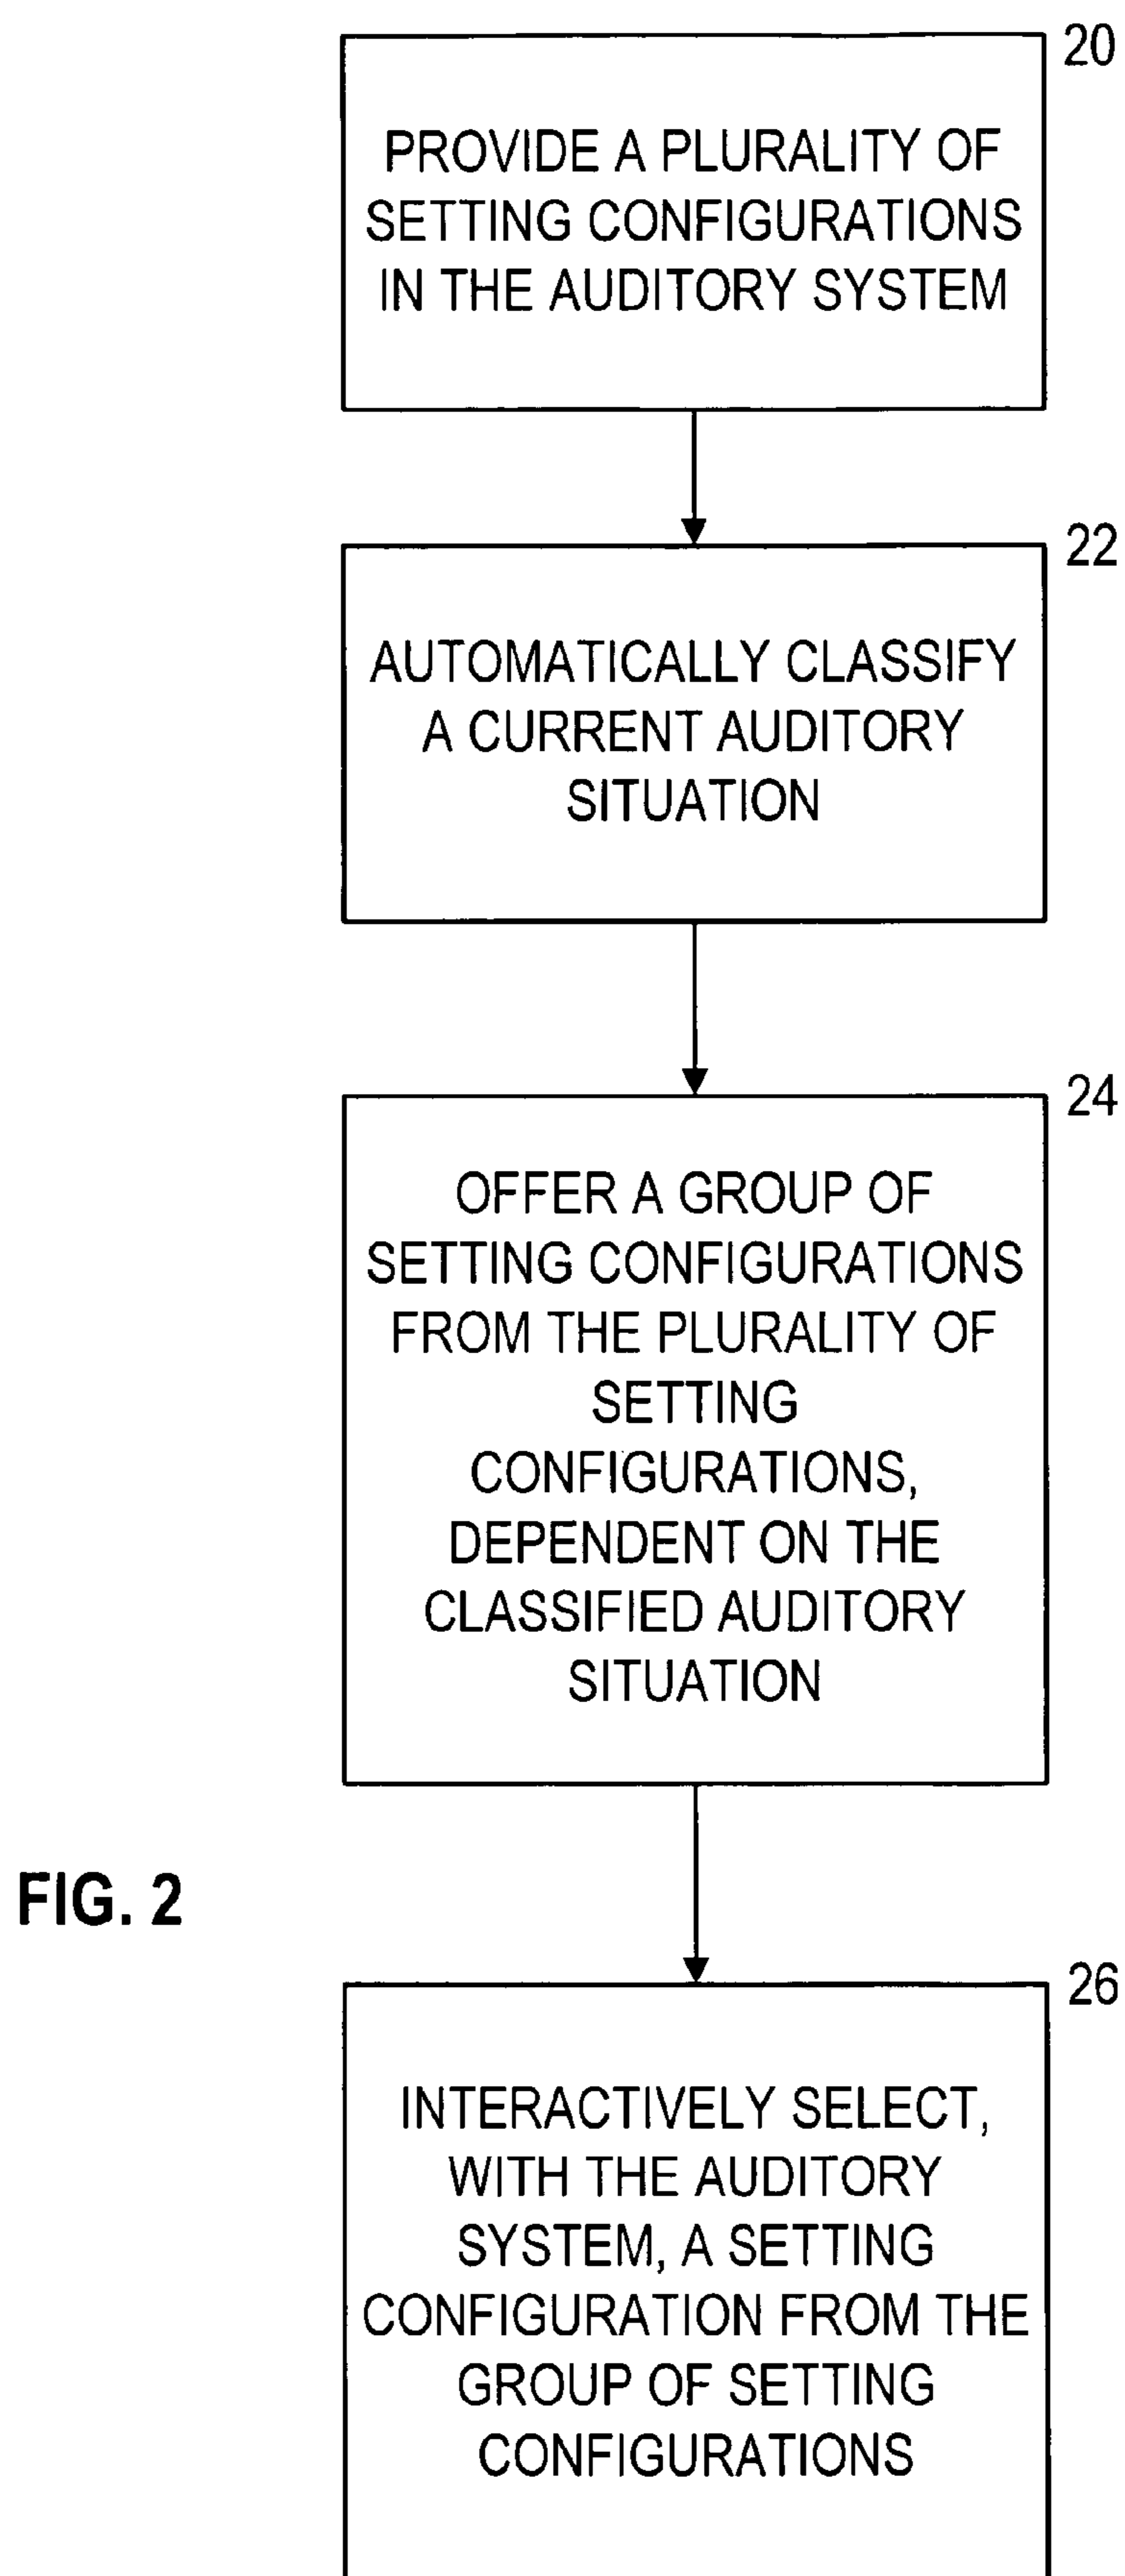 20
PROVIDE A PLURALITY OF
SETTING CONFIGURATIONS
IN THE AUDITORY SYSTEM
22
AUTOMATICALLY CLASSIFY
A CURRENT AUDITORY
SITUATION
24
OFFER A GROUP OF
SETTING CONFIGURATIONS
FROM THE PLURALITY OF
SETTING
CONFIGURATIONS,
DEPENDENT ON THE
CLASSIFIED AUDITORY
SITUATION
FIG. 2
26
INTERACTIVELY SELECT,
WITH THE AUDITORY
SYSTEM, A SETTING
CONFIGURATION FROM THE
GROUP OF SETTING
CONFIGURATIONS